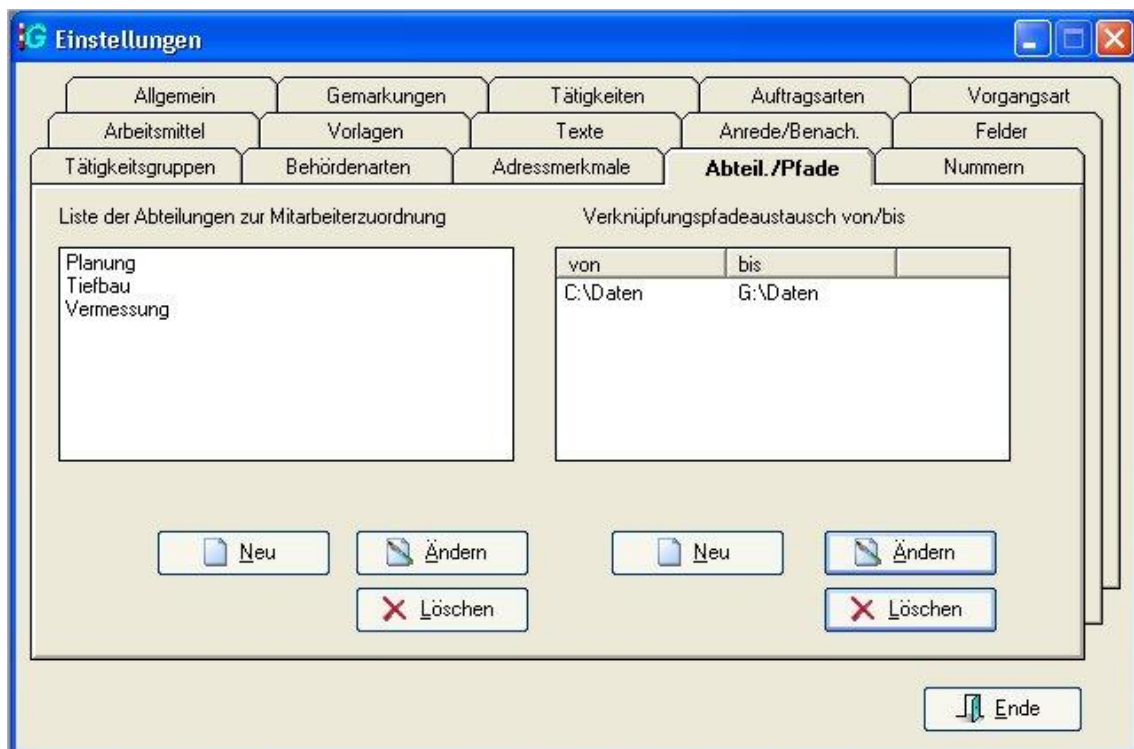 Einstellungen
Allgemein Gemarkungen Tätigkeiten Auftragsarten Vorgangsart
Arbeitsmittel Vorlagen Texte Anrede/Benach. Felder
Tätigkeitsgruppen Behördenarten Adressmerkmale Abteil./Pfade Nummern
Liste der Abteilungen zur Mitarbeiterzuordnung
Planung
Tiefbau
Vermessung
Neu Ändern
Löschen
Verknüpfungspfadeaustausch von/bis
von bis
C:\Daten G:\Daten
Neu Ändern
Löschen
Ende